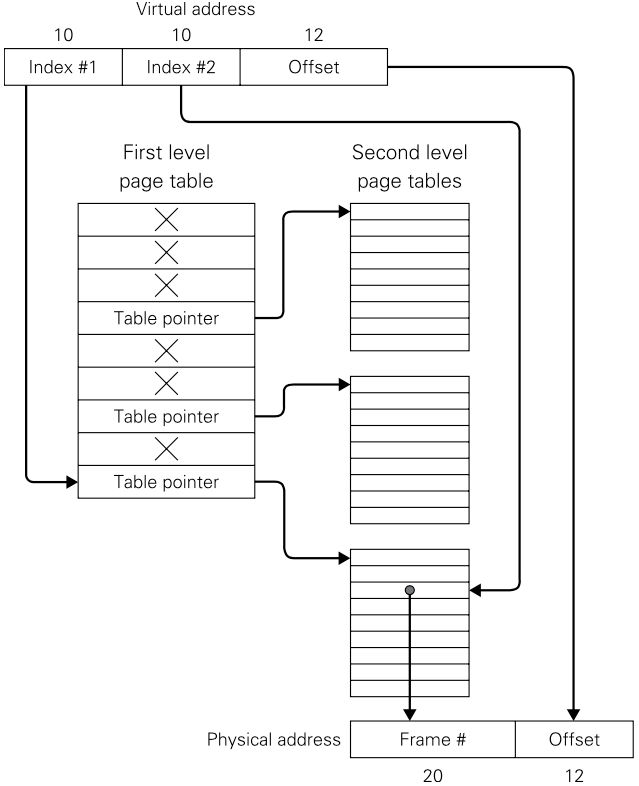 Virtual address
10 10 12
Index #1 Index #2 Offset
First level
page table
Second level
page tables
Table pointer
Table pointer
Table pointer
Physical address Frame # Offset
20 12